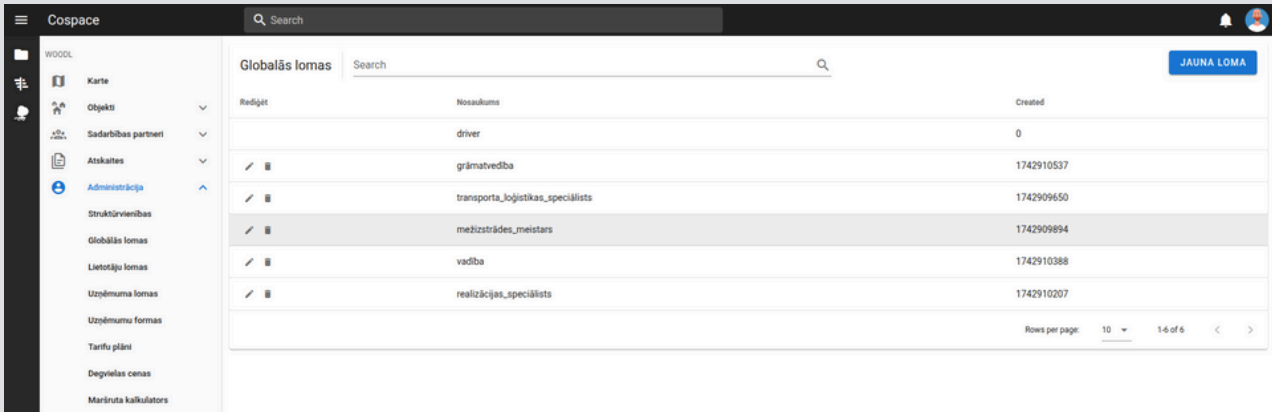 Cospace
Search
WOODL
Karte
Objekti
Sadarbības partneri
Atskaites
Administrācija
Struktūrvienības
Globālās lomas
Lietotāju lomas
Uzņēmuma lomas
Uzņēmumu formas
Tarifu plāni
Degvielas cenas
Maršruta kalkulators
Globalās lomas Search
JAUNA LOMA
Rediģēt Nosaukums Created
driver 0
grāmatvedība 1742910537
transporta_loģistikas_speciālists 1742909650
mežizstrādes_meistars 1742909894
vadība 1742910388
realizācijas_speciālists 1742910207
Rows per page: 10 1-6 of 6